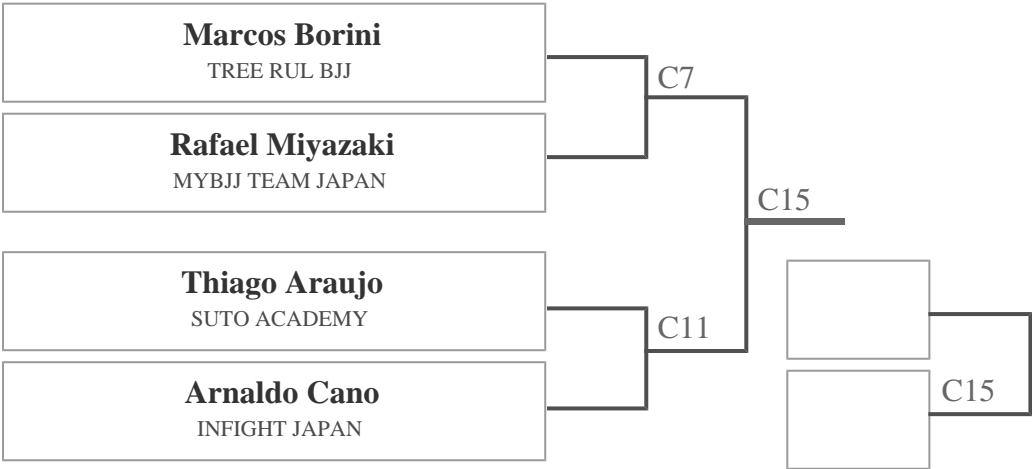 Marcos Borini
TREE RUL BJJ
C7
Rafael Miyazaki
MYBJJ TEAM JAPAN
C15
Thiago Araujo
SUTO ACADEMY
C11
Arnaldo Cano
INFIGHT JAPAN
C15